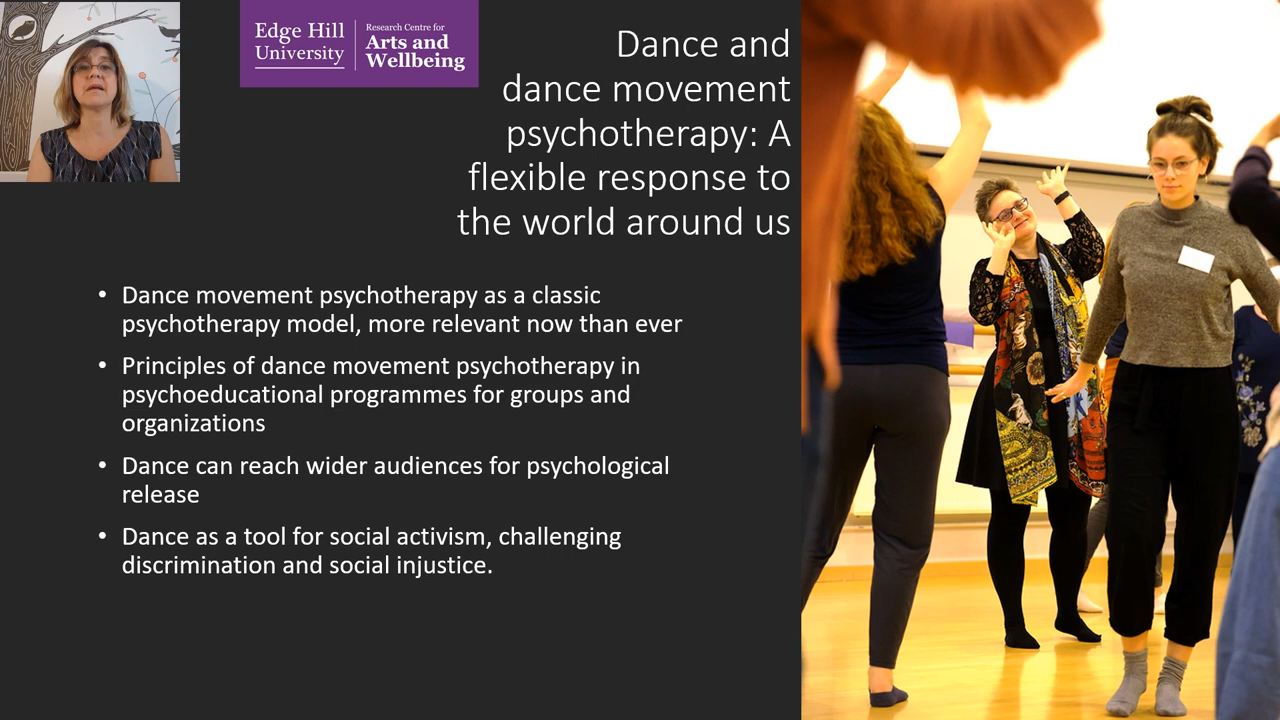 Edge Hill
University
Research Centre for
Arts and
Wellbeing
Dance and
dance movement
psychotherapy: A
flexible response to
the world around us
• Dance movement psychotherapy as a classic
psychotherapy model, more relevant now than ever
• Principles of dance movement psychotherapy in
psychoeducational programmes for groups and
organizations
• Dance can reach wider audiences for psychological
release
• Dance as a tool for social activism, challenging
discrimination and social injustice.